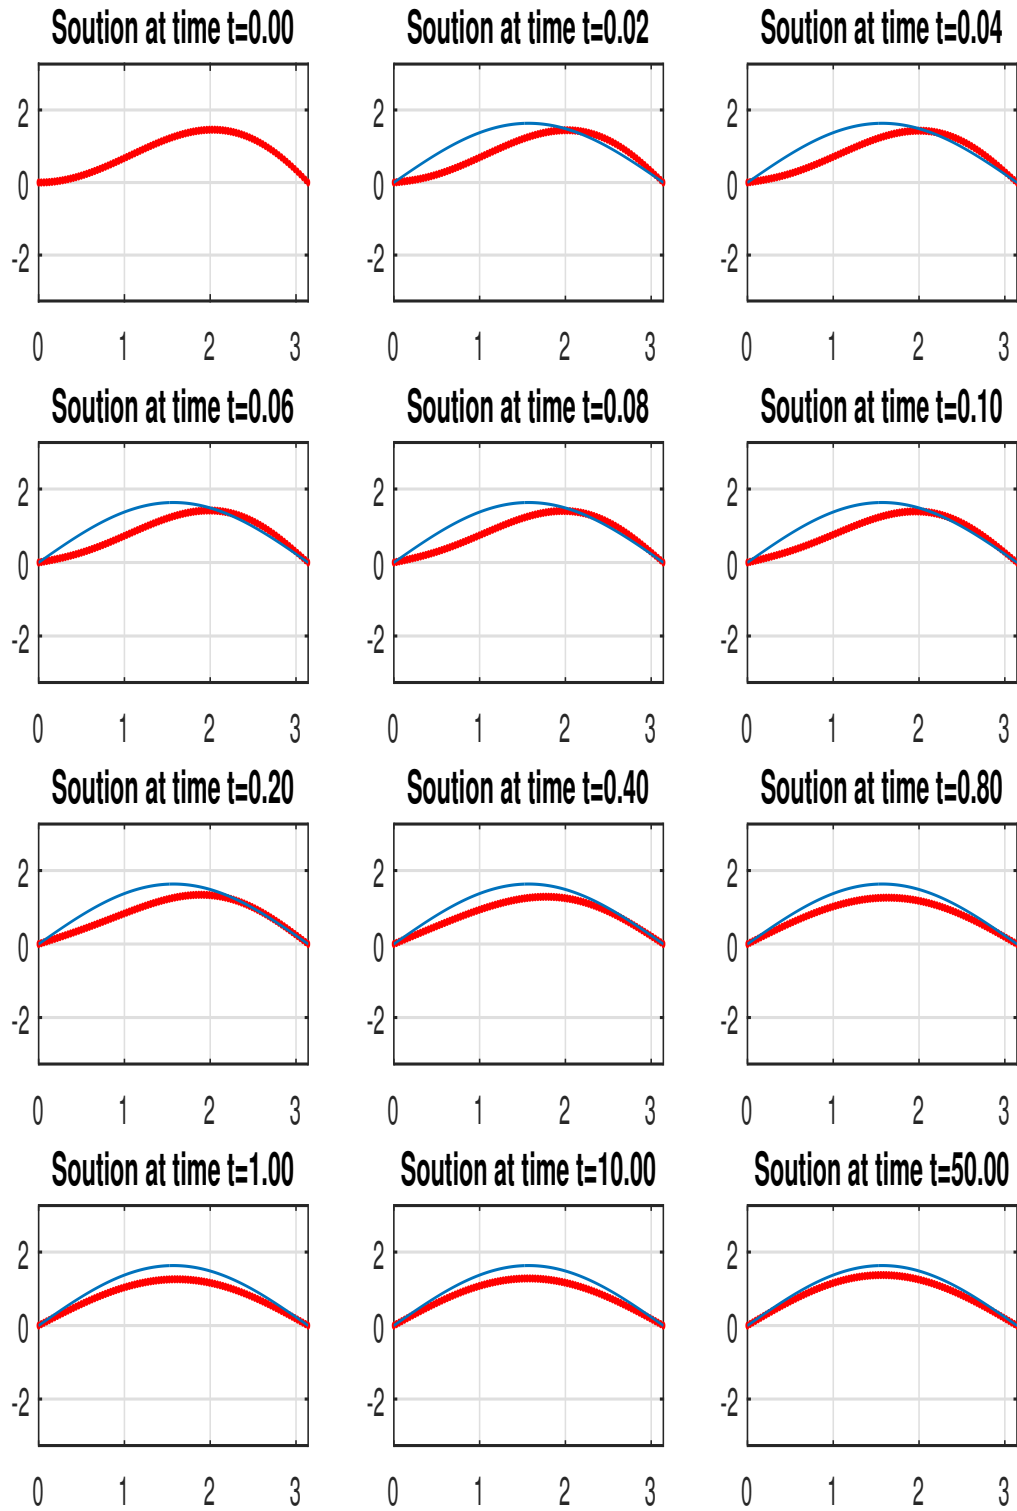 Soution at time t=0.00 Soution at time t=0.02 Soution at time t=0.04
2 2 2
0 0 0
-2 -2 -2
0 1 2 3 0 1 2 3 0 1 2 3
Soution at time t=0.06 Soution at time t=0.08 Soution at time t=0.10
2 2 2
0 0 0
-2 -2 -2
0 1 2 3 0 1 2 3 0 1 2 3
Soution at time t=0.20 Soution at time t=0.40 Soution at time t=0.80
2 2 2
0 0 0
-2 -2 -2
0 1 2 3 0 1 2 3 0 1 2 3
Soution at time t=1.00 Soution at time t=10.00 Soution at time t=50.00
2 2 2
0 0 0
-2 -2 -2
0 1 2 3 0 1 2 3 0 1 2 3